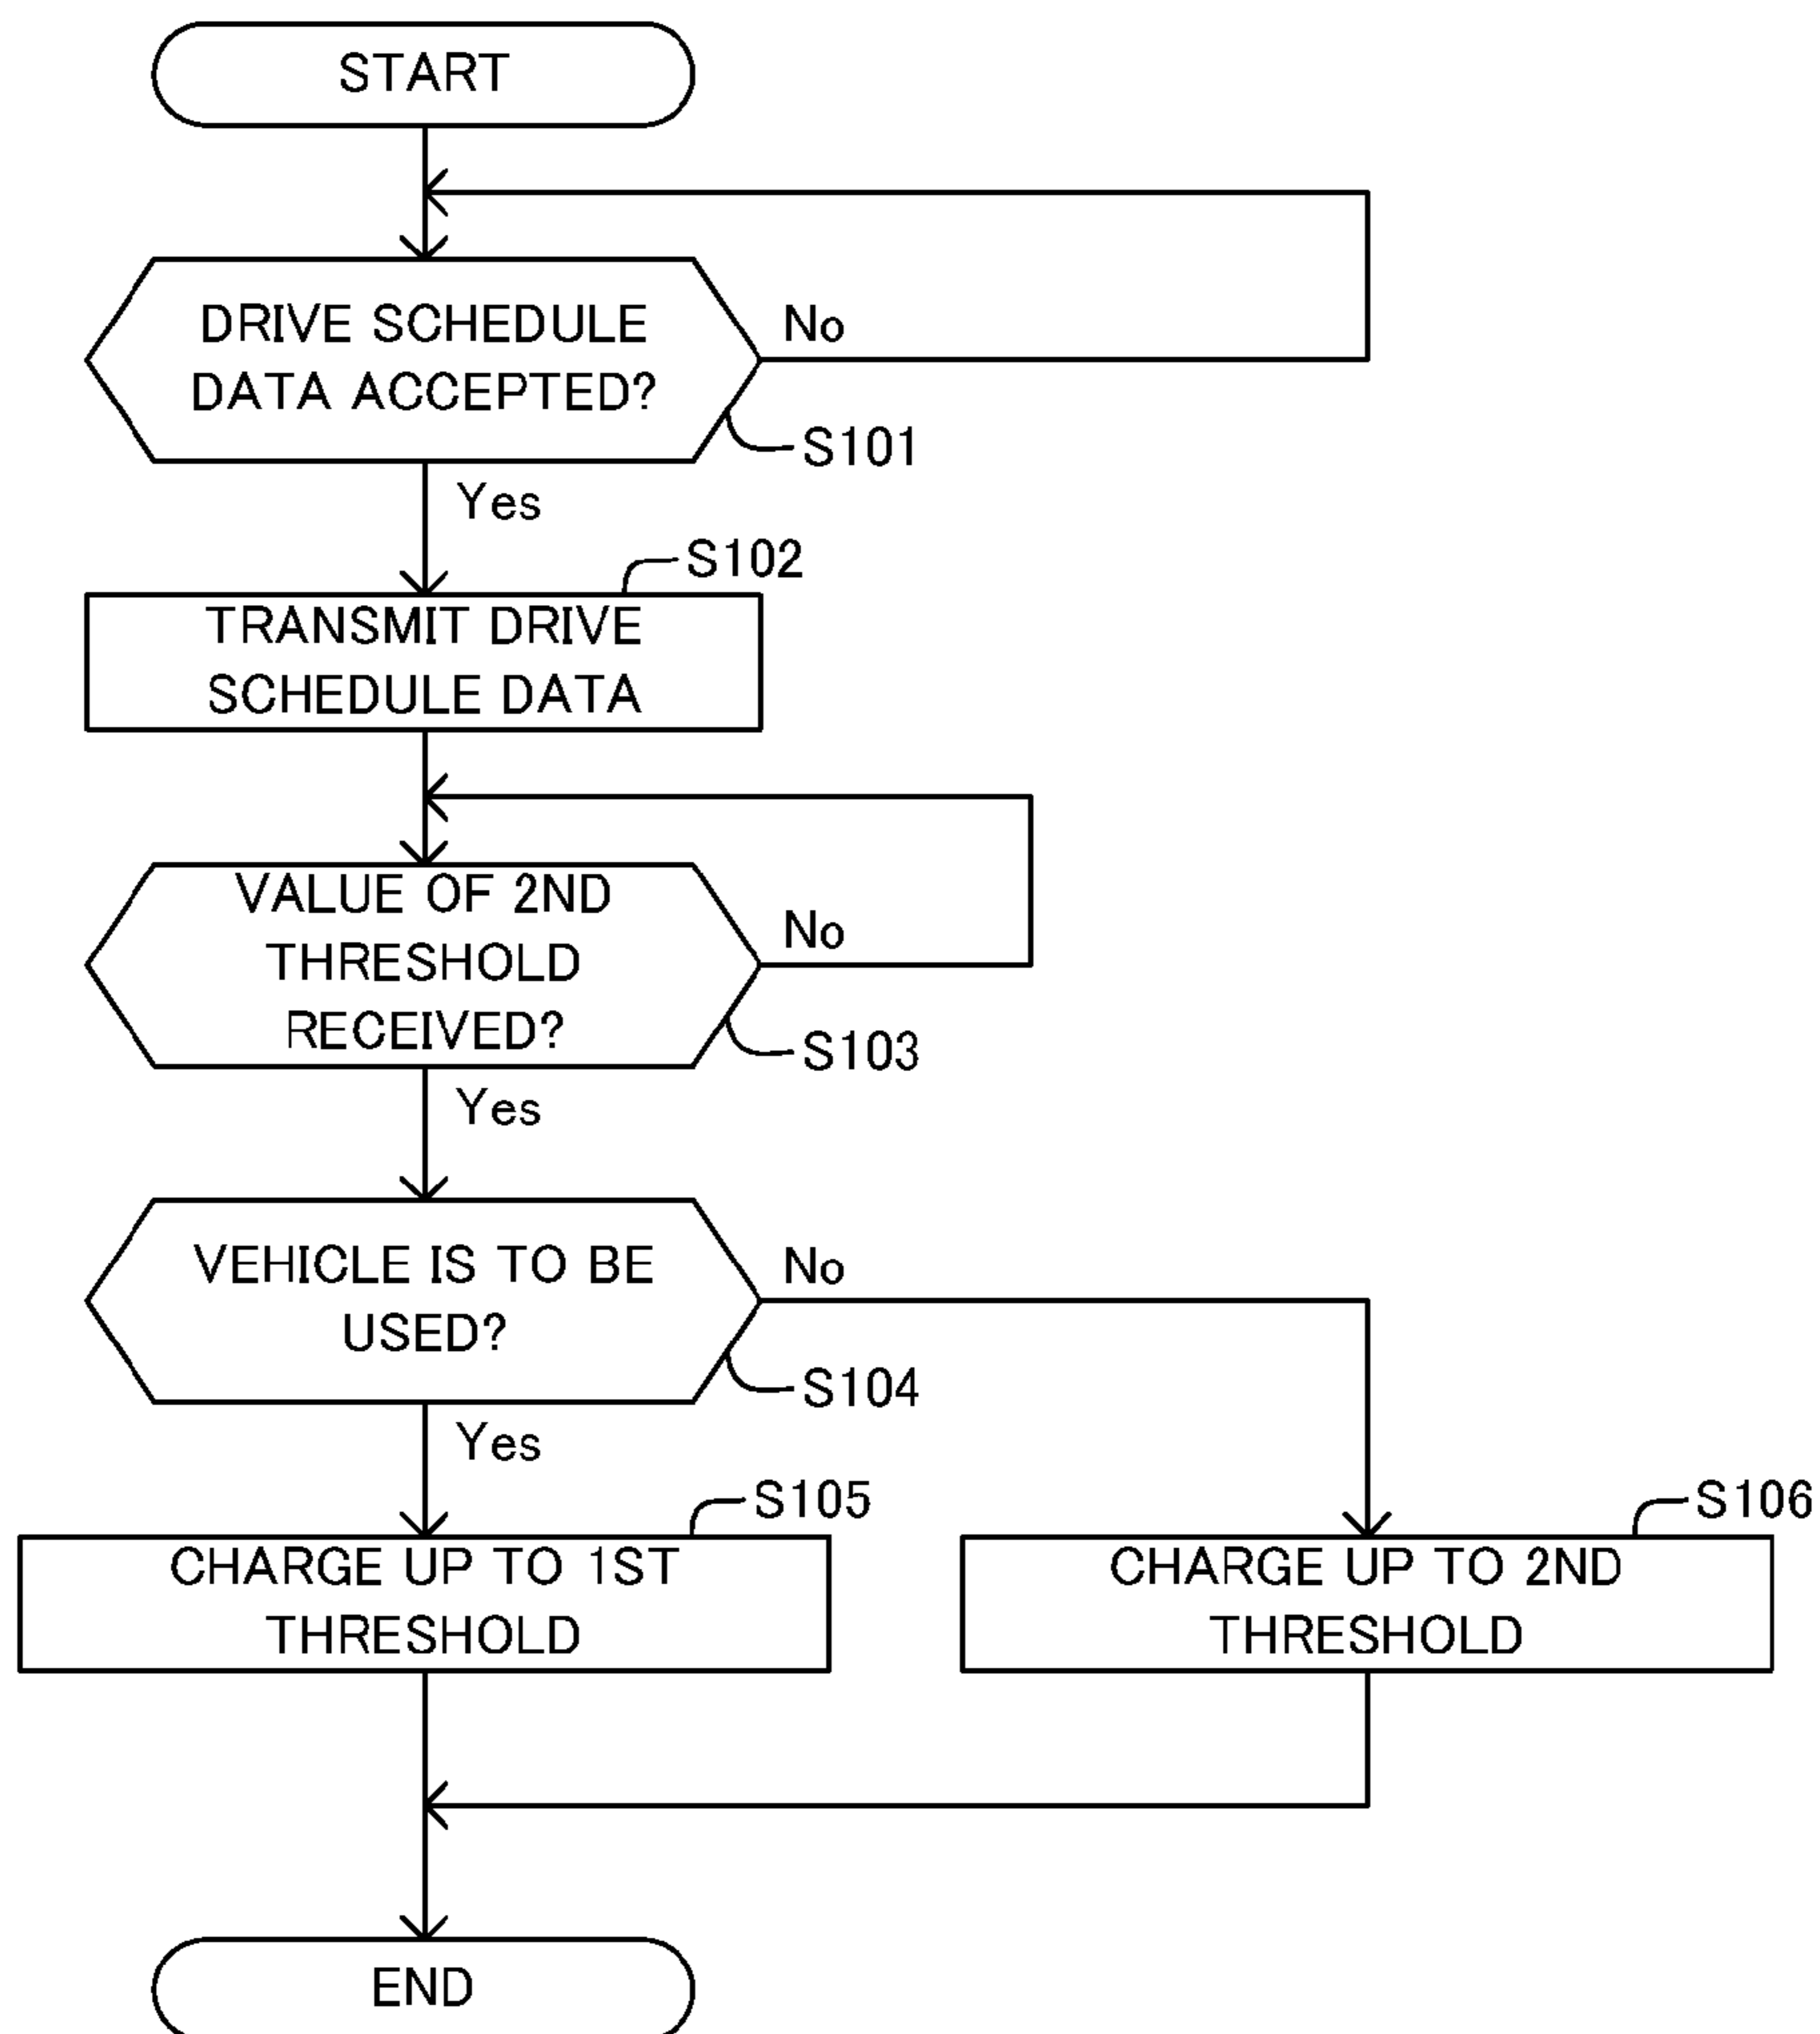 START
DRIVE SCHEDULE
DATA ACCEPTED?
No
S101
Yes
S102
TRANSMIT DRIVE
SCHEDULE DATA
VALUE OF 2ND
THRESHOLD
RECEIVED?
No
S103
Yes
VEHICLE IS TO BE
USED?
No
S104
Yes
S105
CHARGE UP TO 1ST
THRESHOLD
S106
CHARGE UP TO 2ND
THRESHOLD
END